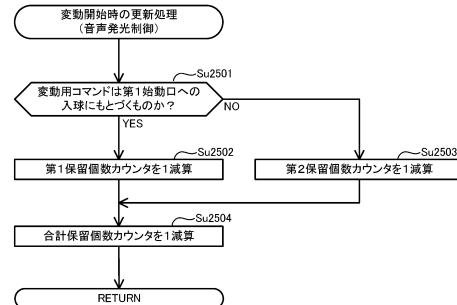 変動開始時の更新処理
(音声発光制御)
Su2501
変動用コマンドは第1始動口への
入球にもとづくものか?
NO
YES
Su2502
第1保留個数カウンタを1減算
Su2503
第2保留個数カウンタを1減算
Su2504
合計保留個数カウンタを1減算
RETURN